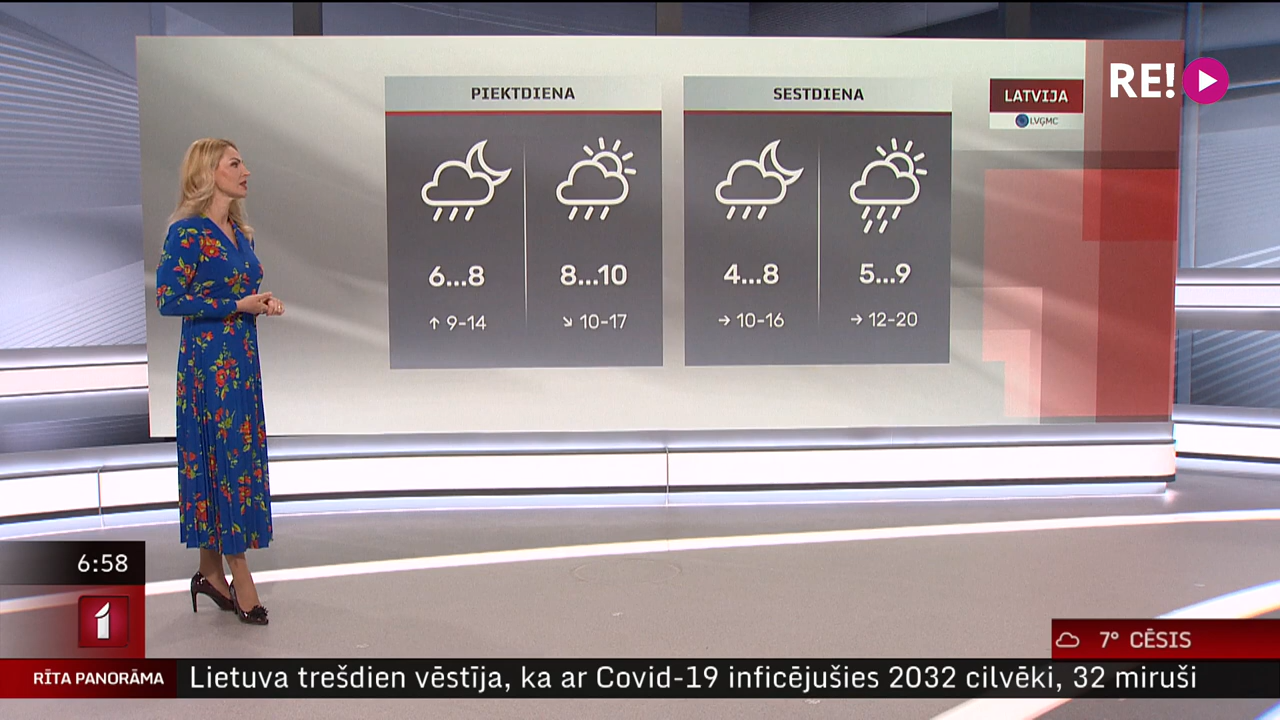 PIEKTDIENA
6...8
8...10
↑ 9-14
↘ 10-17
SESTDIENA
4...8
5...9
→ 10-16
→ 12-20
LATVIJA
LVĢMC
RE!
6:58
1
7° CĒSIS
RĪTA PANORĀMA
Lietuva trešdien vēstīja, ka ar Covid-19 inficējušies 2032 cilvēki, 32 miruši